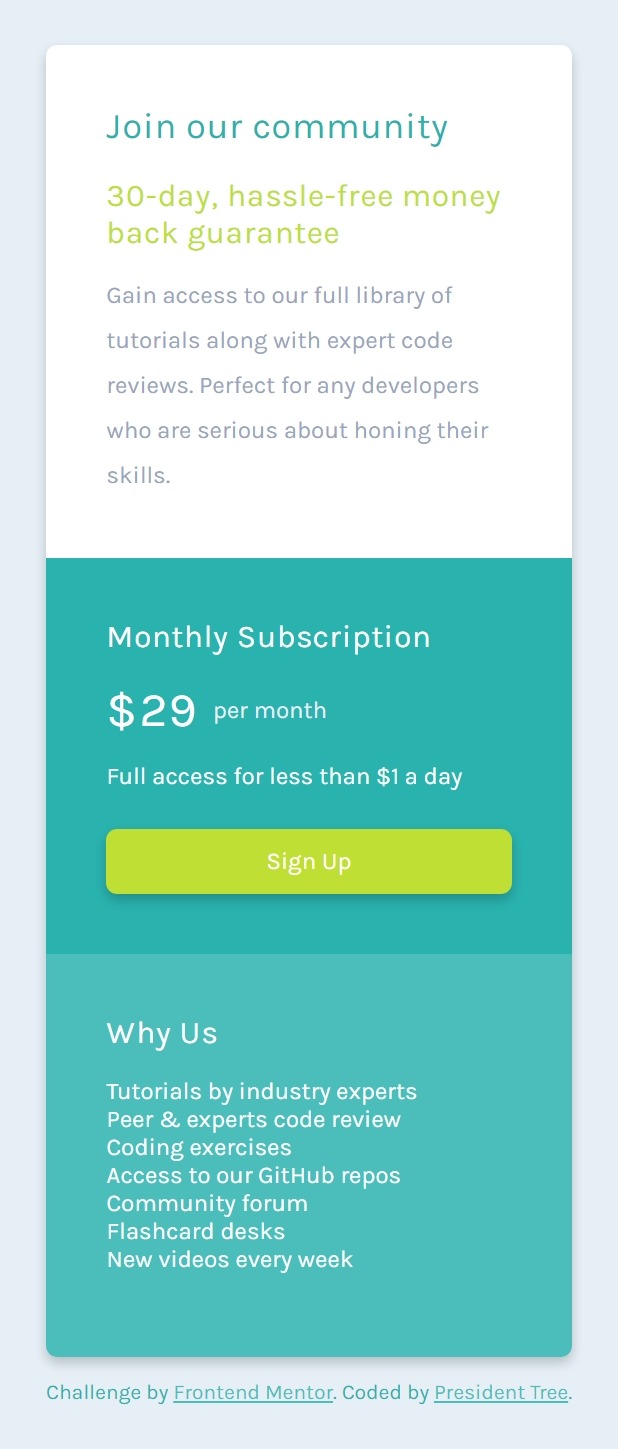 Join our community
30-day, hassle-free money
back guarantee
Gain access to our full library of
tutorials along with expert code
reviews. Perfect for any developers
who are serious about honing their
skills.
Monthly Subscription
$29 per month
Full access for less than $1 a day
Sign Up
Why Us
Tutorials by industry experts
Peer & experts code review
Coding exercises
Access to our GitHub repos
Community forum
Flashcard desks
New videos every week
Challenge by Frontend Mentor. Coded by President Tree.